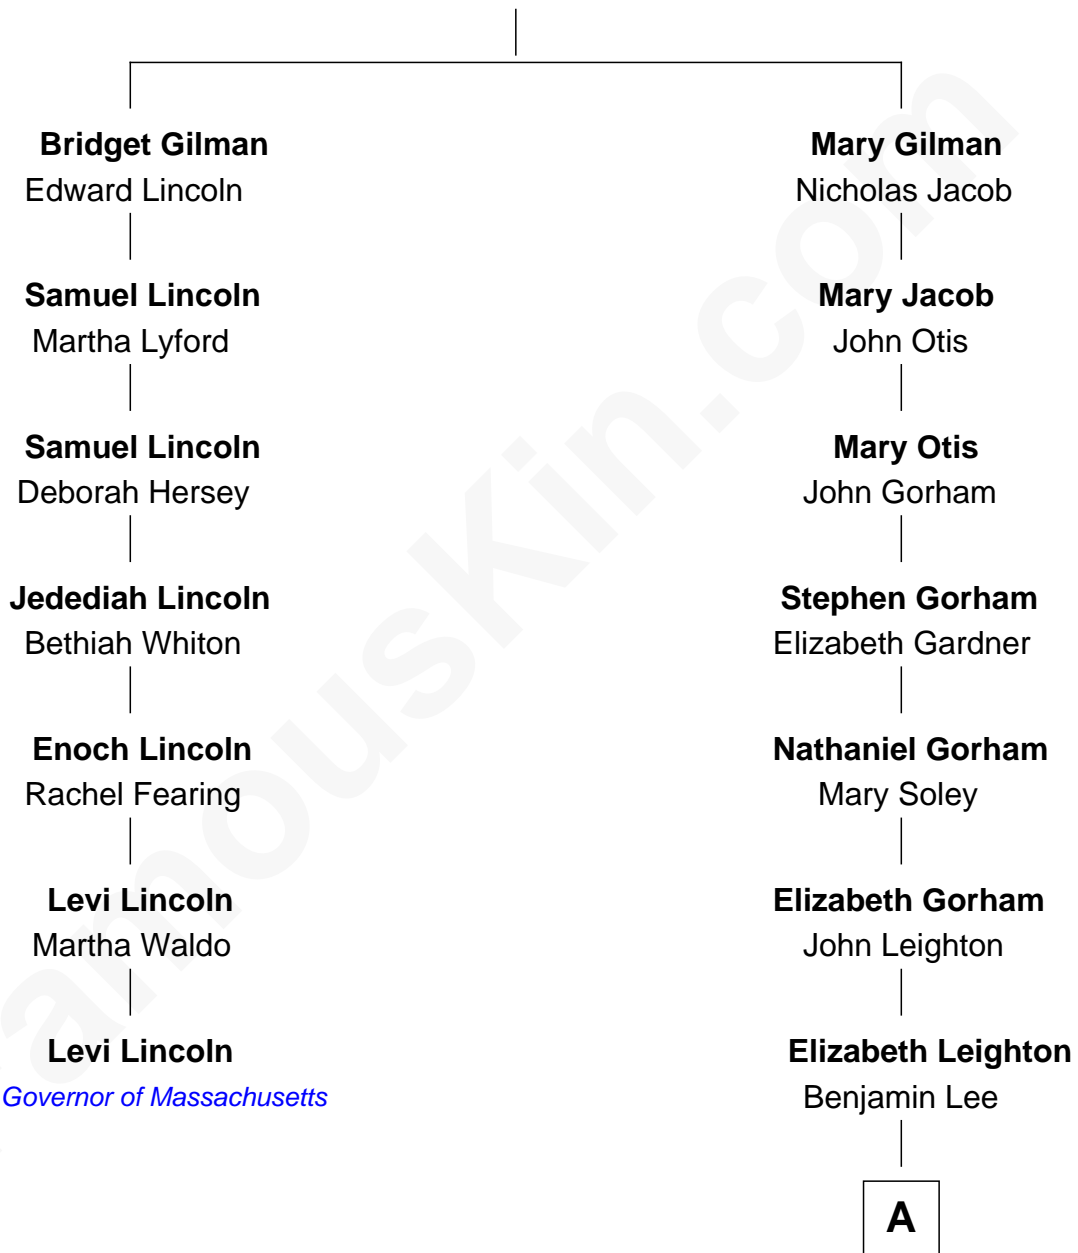 Bridget Gilman
Edward Lincoln
Samuel Lincoln
Martha Lyford
Samuel Lincoln
Deborah Hersey
Jedediah Lincoln
Bethiah Whiton
Enoch Lincoln
Rachel Fearing
Levi Lincoln
Martha Waldo
Levi Lincoln
Governor of Massachusetts
Mary Gilman
Nicholas Jacob
Mary Jacob
John Otis
Mary Otis
John Gorham
Stephen Gorham
Elizabeth Gardner
Nathaniel Gorham
Mary Soley
Elizabeth Gorham
John Leighton
Elizabeth Leighton
Benjamin Lee
A
amousKin.com